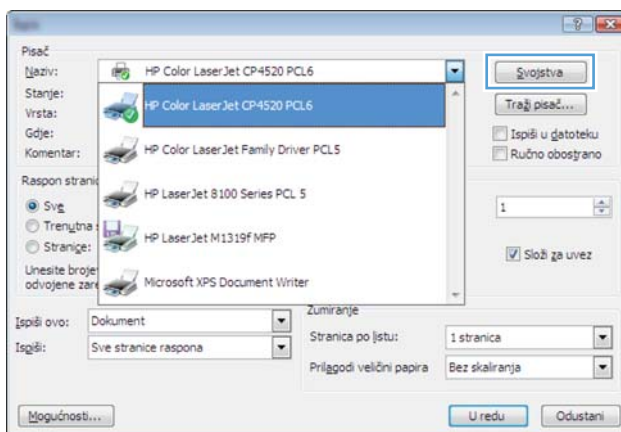 Pisač
Naziv:
HP Color LaserJet CP4520 PCL6
Svojstva
Stanje:
HP Color LaserJet CP4520 PCL6
Vrsta:
Traži pisač...
Gdje:
HP Color LaserJet Family Driver PCL5
Ispiši u datoteku
Komentar:
Ručno obostrano
Raspon stranic
HP LaserJet 8100 Series PCL 5
Sve
1
Trenutna s
HP LaserJet M1319f MFP
Stranice:
Složi za uvez
Unesite brojev
Microsoft XPS Document Writer
odvojene zare
Zumiranje
Ispiši ovo:
Dokument
Stranica po listu:
1 stranica
Ispiši:
Sve stranice raspona
Prilagodi veličini papira
Bez skaliranja
Mogućnosti...
U redu
Odustani